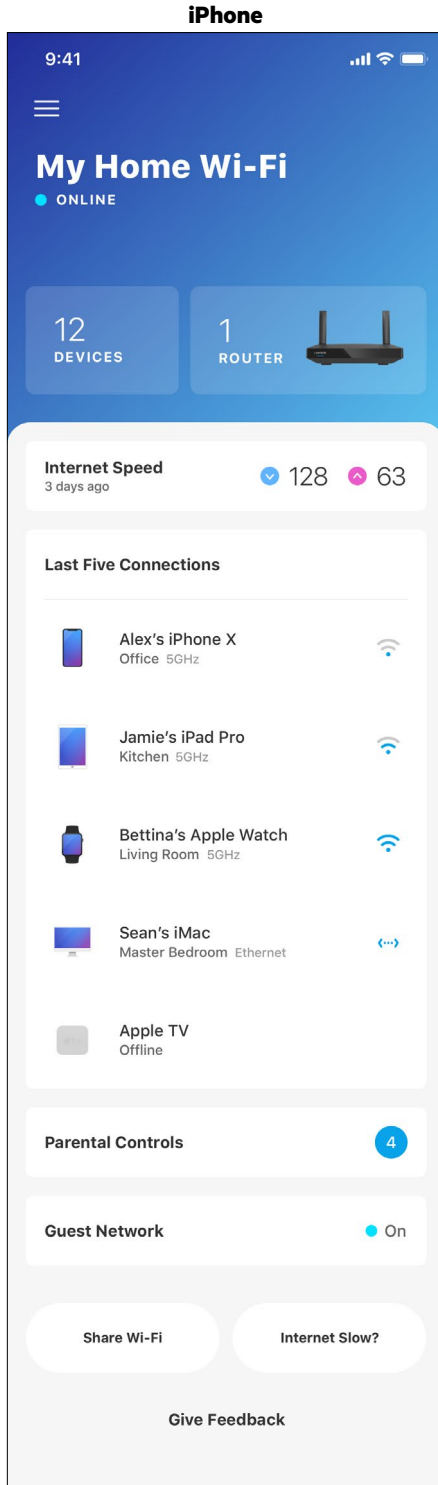 iPhone
9:41
My Home Wi-Fi
ONLINE
12
DEVICES
1
ROUTER
Internet Speed
3 days ago
128
63
Last Five Connections
Alex's iPhone X
Office 5GHz
Jamie's iPad Pro
Kitchen 5GHz
Bettina's Apple Watch
Living Room 5GHz
Sean's iMac
Master Bedroom Ethernet
Apple TV
Offline
Parental Controls
4
Guest Network
On
Share Wi-Fi
Internet Slow?
Give Feedback